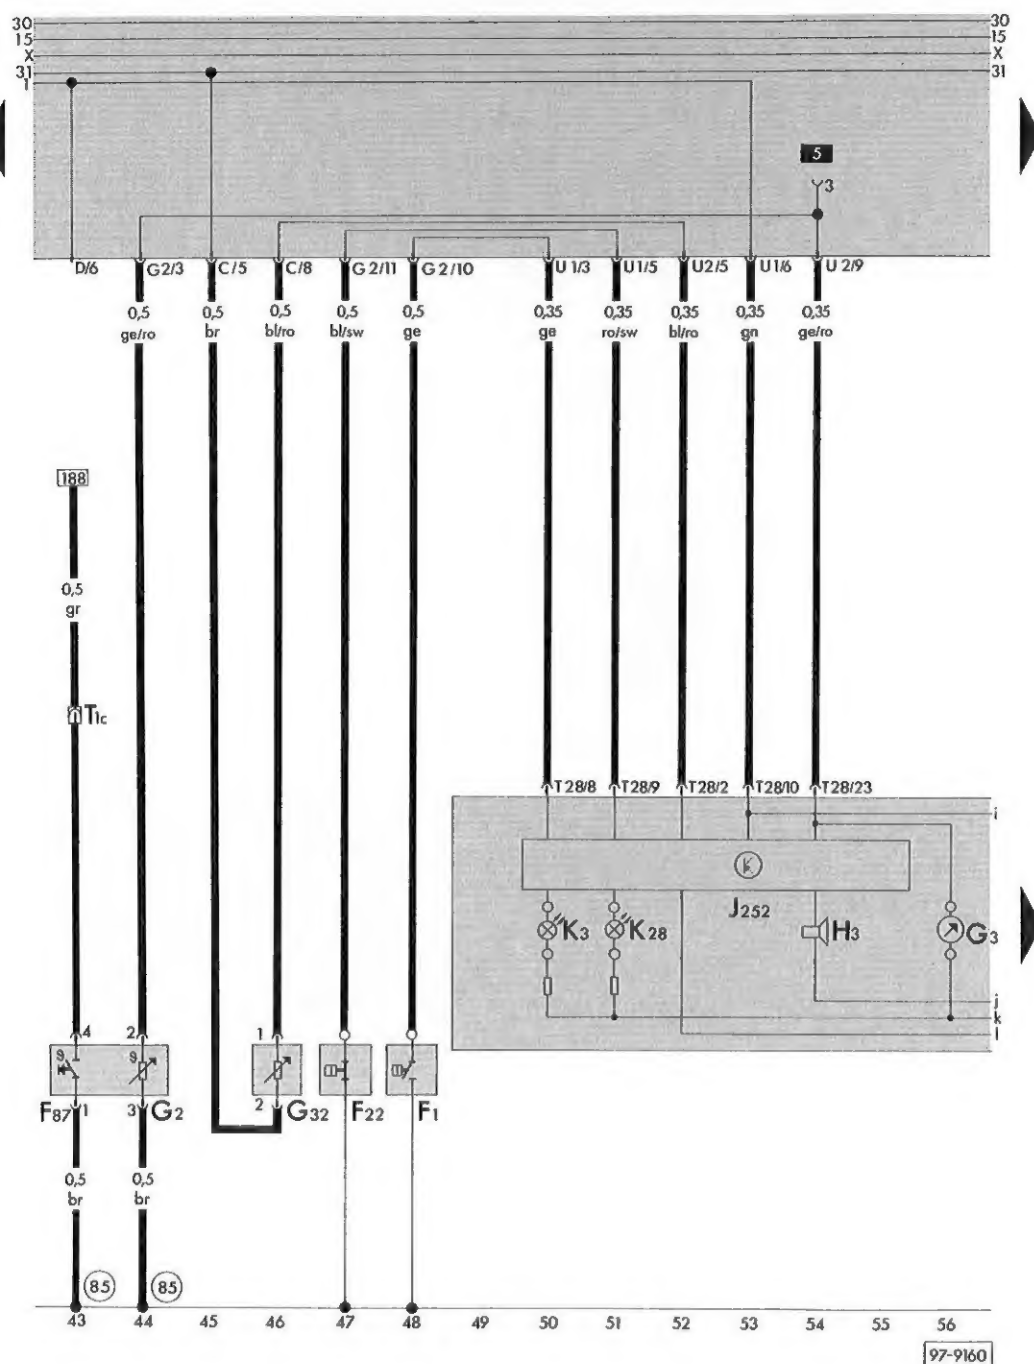 30 30
15 15
X X
31 31
1
5
3
D/6 G2/3 C/5 C/8 G2/11 G2/10 U1/3 U1/5 U2/5 U1/6 U2/9
0,5 0,5 0,5 0,5 0,5 0,35 0,35 0,35 0,35 0,35
ge/ro br bl/ro bl/sw ge ge ro/sw bl/ro gn ge/ro
188
0,5
gr
T1c
T28/8 T28/9 T28/2 T28/10 T28/23
i
J252
K3 K28 H3 G3
j
k
l
4 2 1
F87 1 3 G2 2 G32 F22 F1
0,5 0,5
br br
85 85
43 44 45 46 47 48 49 50 51 52 53 54 55 56
97-9160